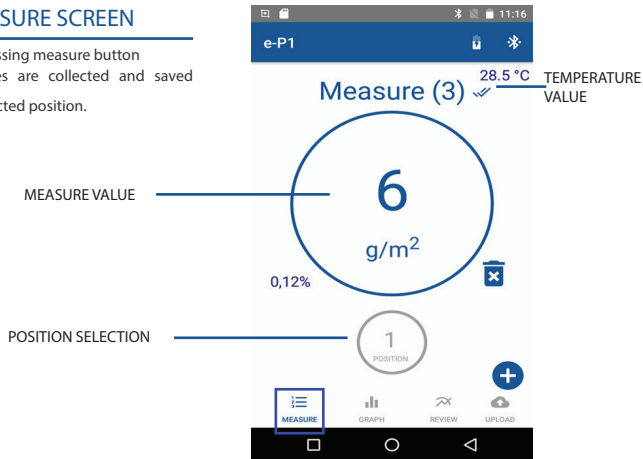 SURE SCREEN
ssing measure button
es are collected and saved
cted position.
11:16
e-P1
28.5 °C
Measure (3)
TEMPERATURE
VALUE
6
g/m²
MEASURE VALUE
0,12%
POSITION SELECTION
1
POSITION
MEASURE
GRAPH
REVIEW
UPLOAD